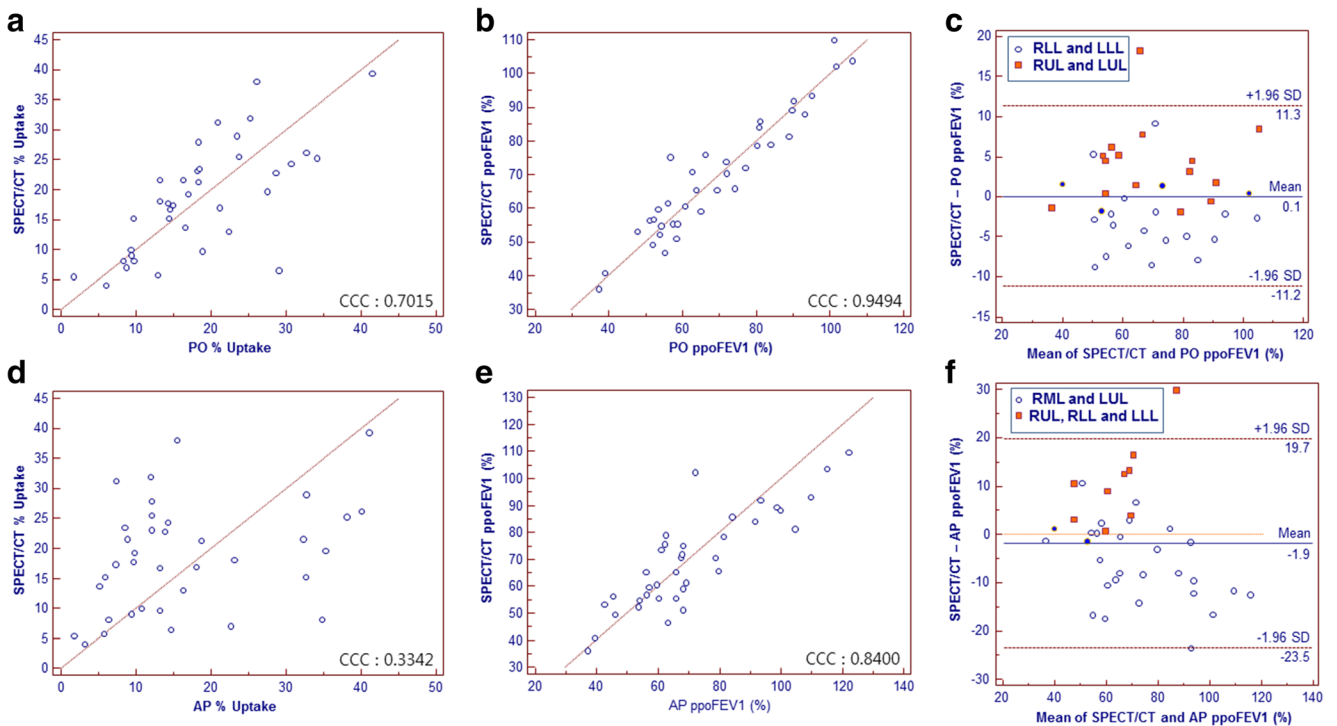 a
SPECT/CT % Uptake
45
40
35
30
25
20
15
10
5
0
CCC : 0.7015
0 10 20 30 40 50
PO % Uptake
b
SPECT/CT ppoFEV1 (%)
110
100
90
80
70
60
50
40
30
CCC : 0.9494
20 40 60 80 100 120
PO ppoFEV1 (%)
c
SPECT/CT – PO ppoFEV1 (%)
20
15
10
5
0
-5
-10
-15
RLL and LLL
RUL and LUL
+1.96 SD
11.3
Mean
0.1
-1.96 SD
-11.2
20 40 60 80 100 120
Mean of SPECT/CT and PO ppoFEV1 (%)
d
SPECT/CT % Uptake
45
40
35
30
25
20
15
10
5
0
CCC : 0.3342
0 10 20 30 40 50
AP % Uptake
e
SPECT/CT ppoFEV1 (%)
130
120
110
100
90
80
70
60
50
40
30
CCC : 0.8400
20 40 60 80 100 120 140
AP ppoFEV1 (%)
f
SPECT/CT – AP ppoFEV1 (%)
30
20
10
0
-10
-20
-30
RML and LUL
RUL, RLL and LLL
+1.96 SD
19.7
Mean
-1.9
-1.96 SD
-23.5
20 40 60 80 100 120 140
Mean of SPECT/CT and AP ppoFEV1 (%)